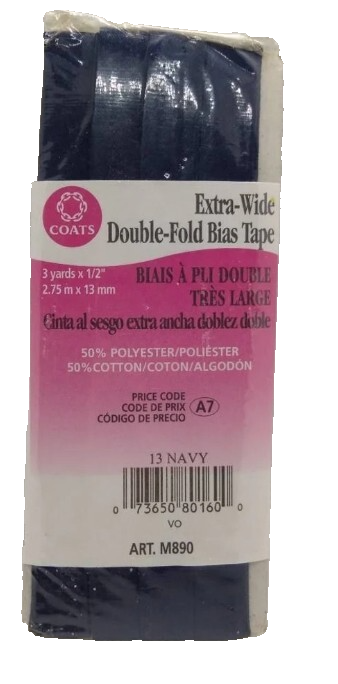 COATS
Extra-Wide
Double-Fold Bias Tape
3 yards x 1/2"
2.75 m x 13 mm
BIAIS À PLI DOUBLE
TRÈS LARGE
Cinta al sesgo extra ancha doblez doble
50% POLYESTER/POLIÉSTER
50% COTTON/COTON/ALGODÓN
PRICE CODE
CODE DE PRIX
CÓDIGO DE PRECIO
A7
13 NAVY
0 73650 80160 0
VO
ART. M890